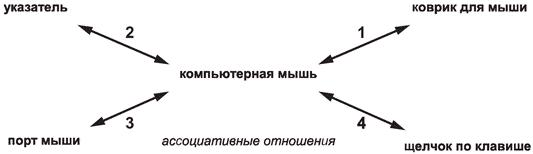 указатель
коврик для мыши
2
1
компьютерная мышь
3
4
порт мыши
ассоциативные отношения
щелчок по клавише